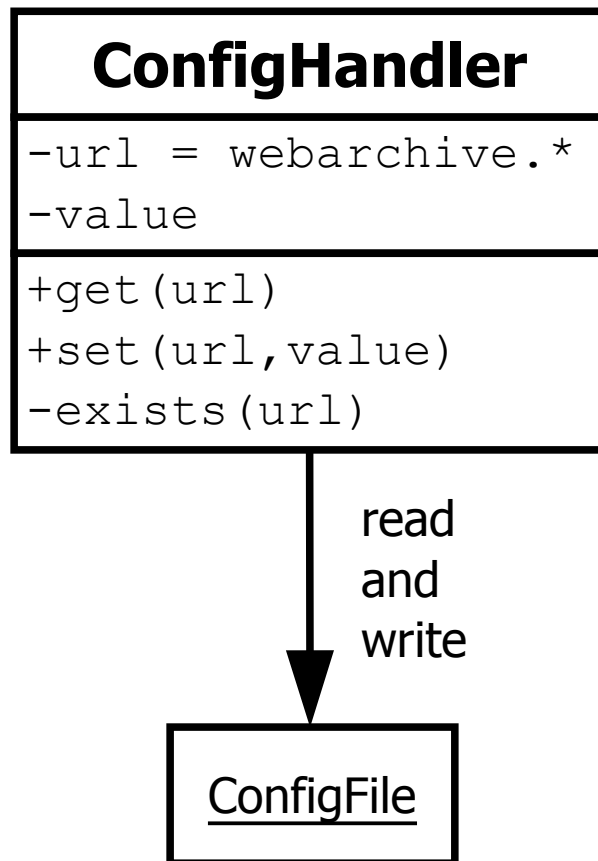 ConfigHandler
-url = webarchive.*
-value
+get(url)
+set(url,value)
-exists(url)
read
and
write
ConfigFile